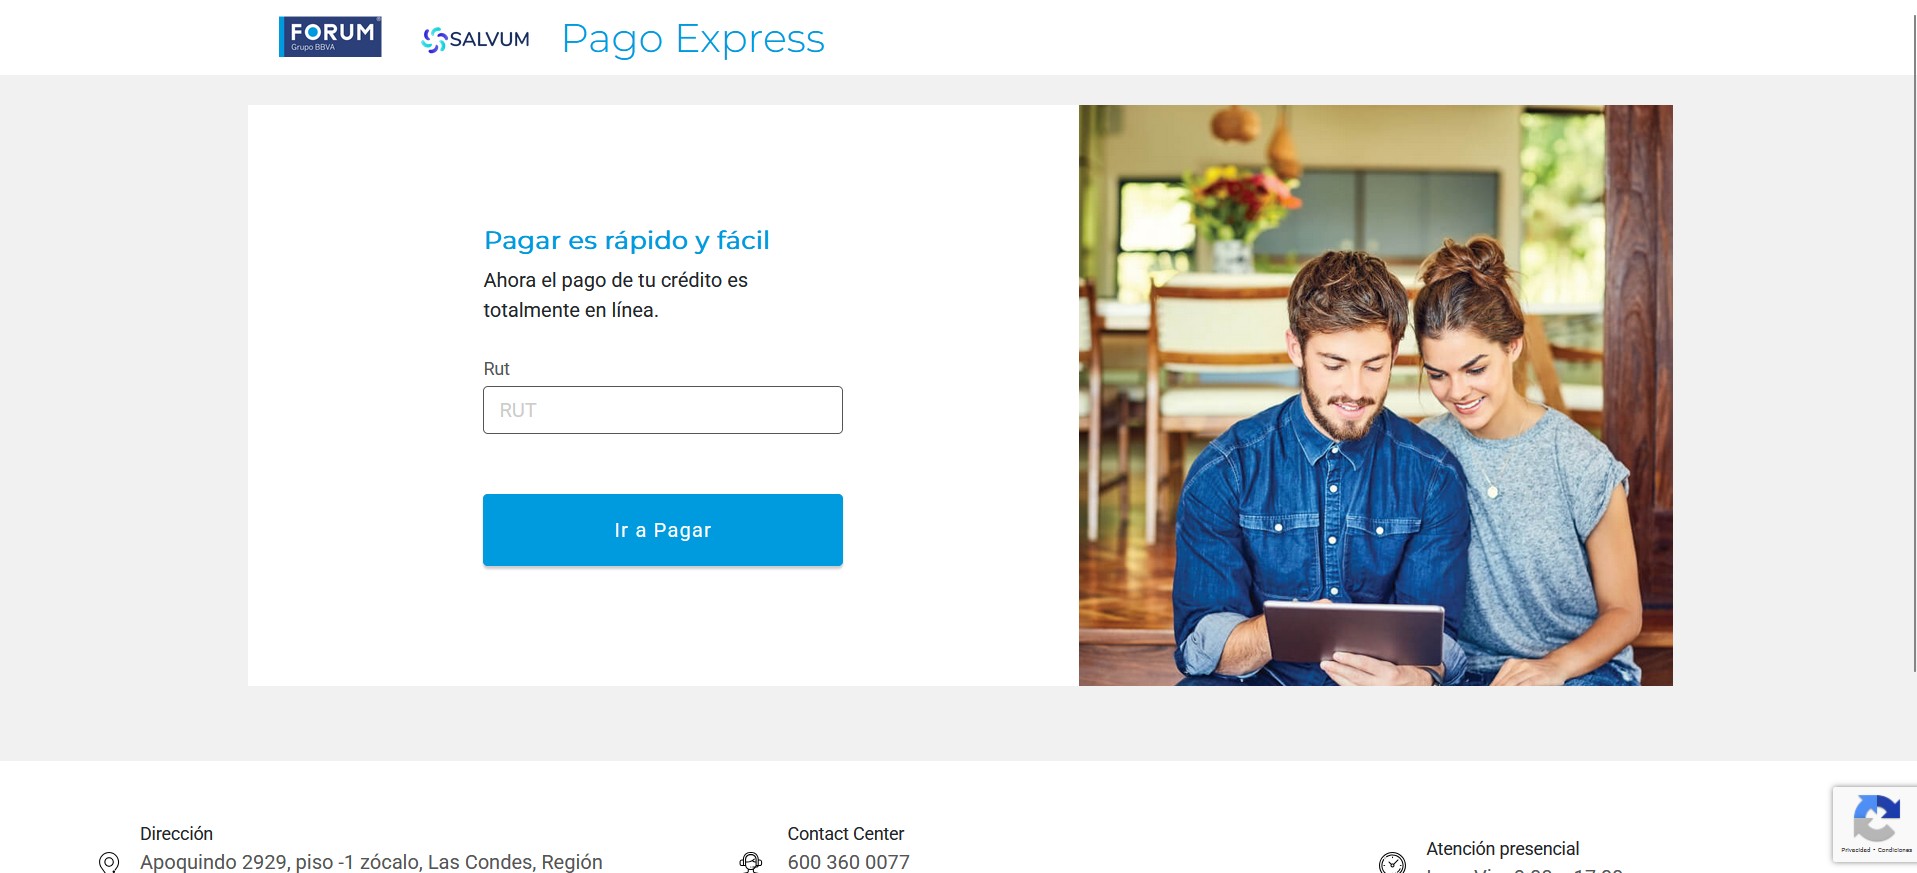 FORUM
Grupo BBVA
SALVUM
Pago Express
Pagar es rápido y fácil
Ahora el pago de tu crédito es
totalmente en línea.
Rut
RUT
Ir a Pagar
Dirección
Apoquindo 2929, piso -1 zócalo, Las Condes, Región
Contact Center
600 360 0077
Atención presencial
Privacidad - Condiciones